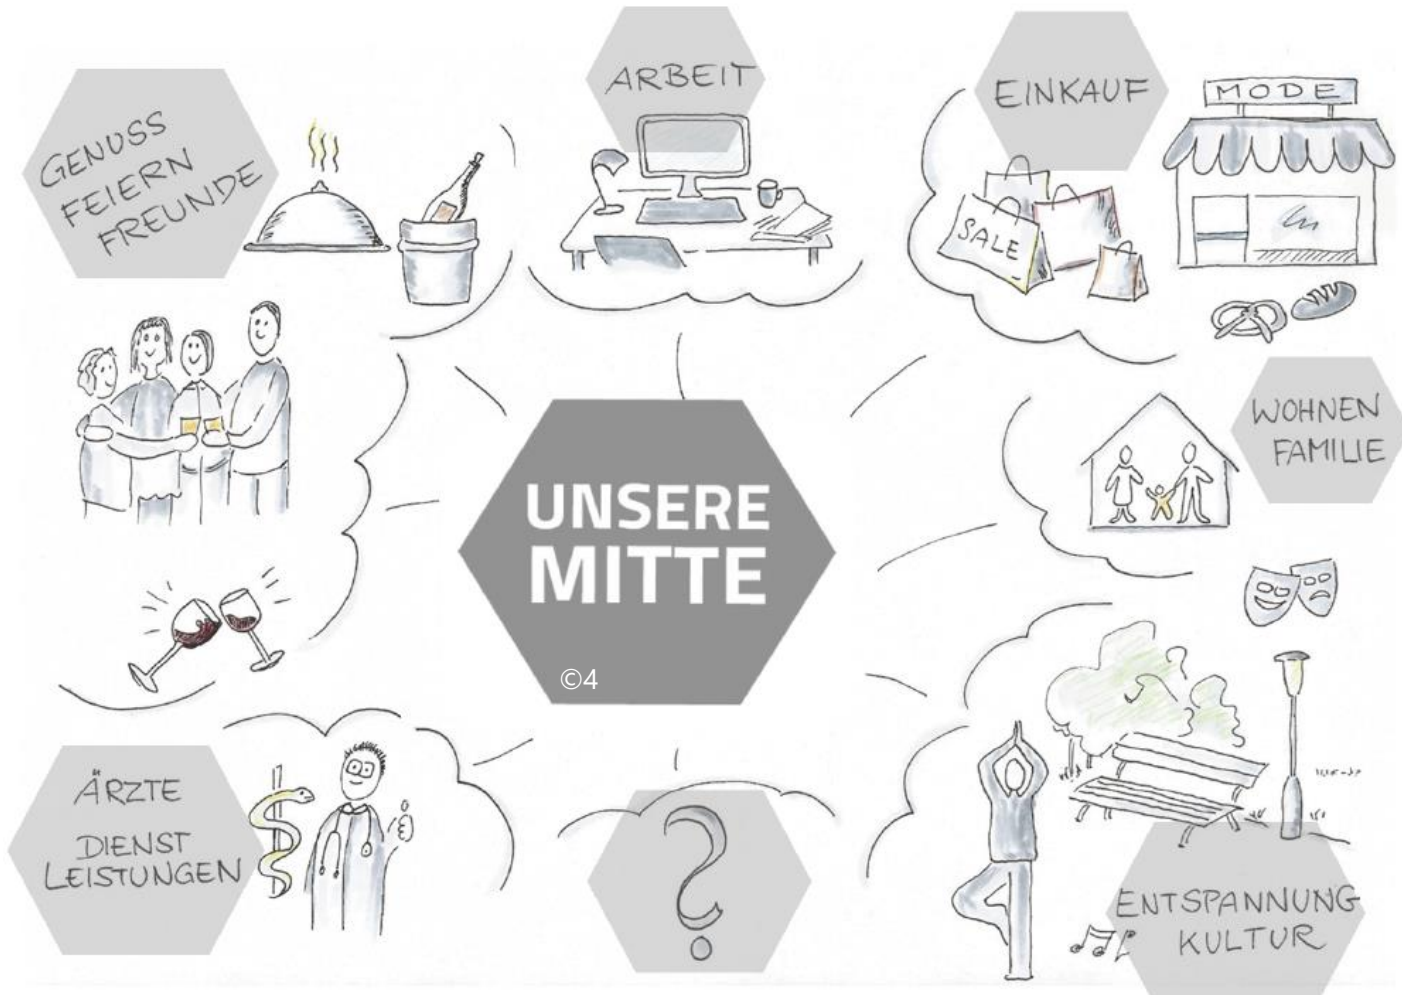 GENUSS
FEIERN
FREUNDE
ARBEIT
EINKAUF
MODE
SALE
WOHNEN
FAMILIE
UNSERE
MITTE
©4
ÄRZTE
DIENST
LEISTUNGEN
?
ENTSPANNUNG
KULTUR